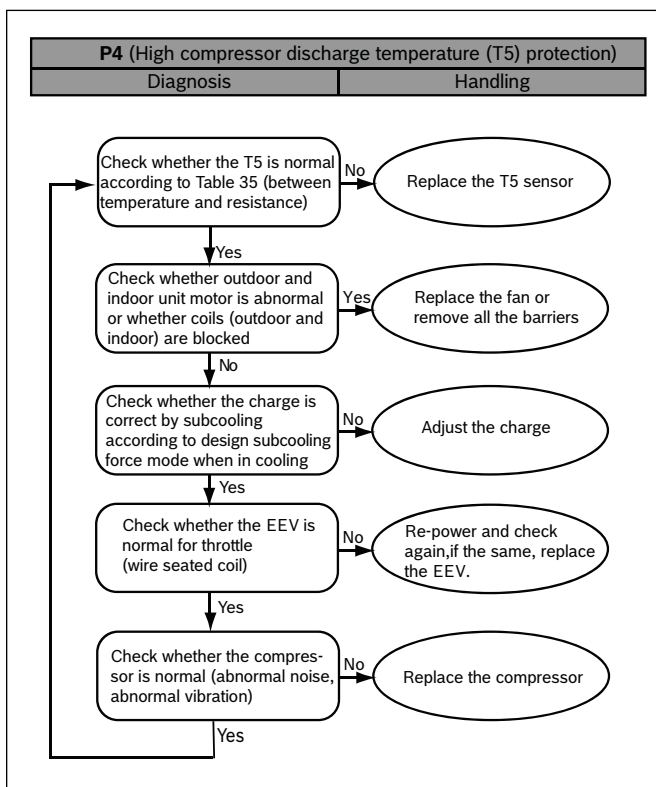 P4 (High compressor discharge temperature (T5) protection)
Diagnosis
Handling
Check whether the T5 is normal
according to Table 35 (between
temperature and resistance)
No
Replace the T5 sensor
Yes
Check whether outdoor and
indoor unit motor is abnormal
or whether coils (outdoor and
indoor) are blocked
Yes
Replace the fan or
remove all the barriers
No
Check whether the charge is
correct by subcooling
according to design subcooling
force mode when in cooling
No
Adjust the charge
Yes
Check whether the EEV is
normal for throttle
(wire seated coil)
No
Re-power and check
again,if the same, replace
the EEV.
Yes
Check whether the compres-
sor is normal (abnormal noise,
abnormal vibration)
No
Replace the compressor
Yes